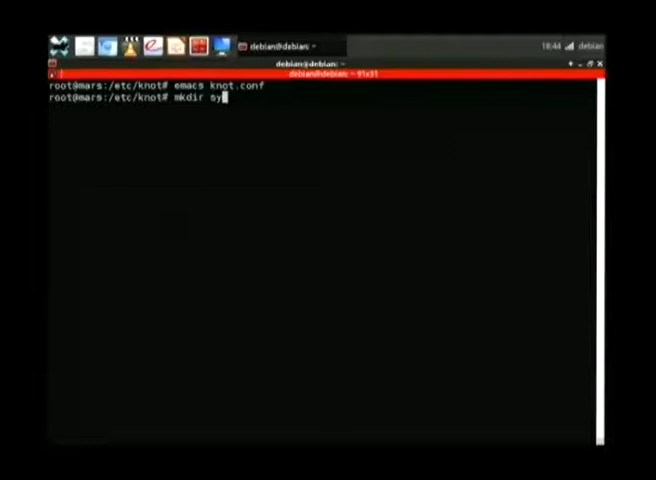 debian@debian: ~
18:44
debian
debian@debian: ~
debian@debian: ~ 91x31
root@mars:/etc/knot# emacs knot.conf
root@mars:/etc/knot# mkdir sy